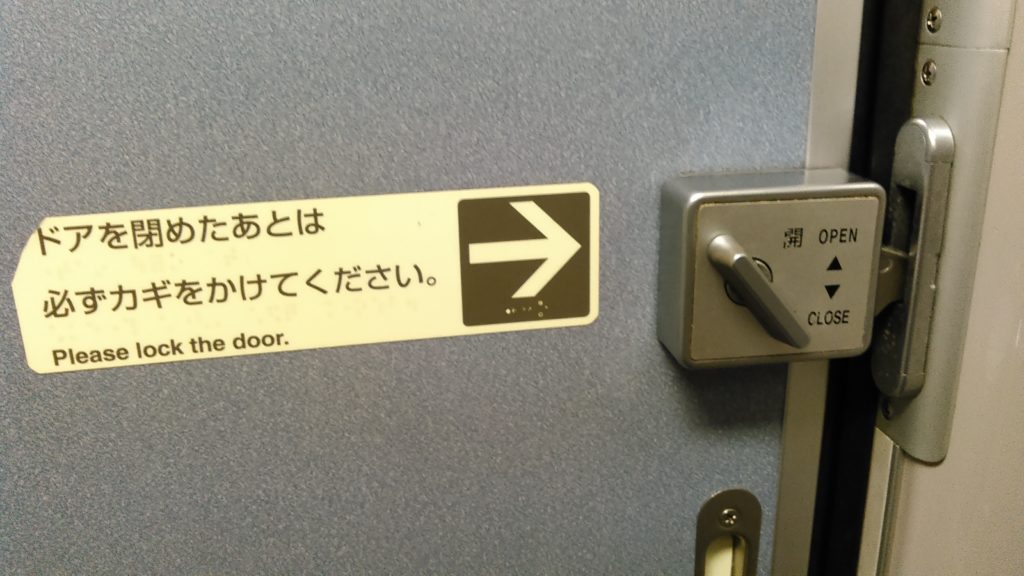 ドアを閉めたあとは
必ずカギをかけてください。
Please lock the door.
開 OPEN
CLOSE